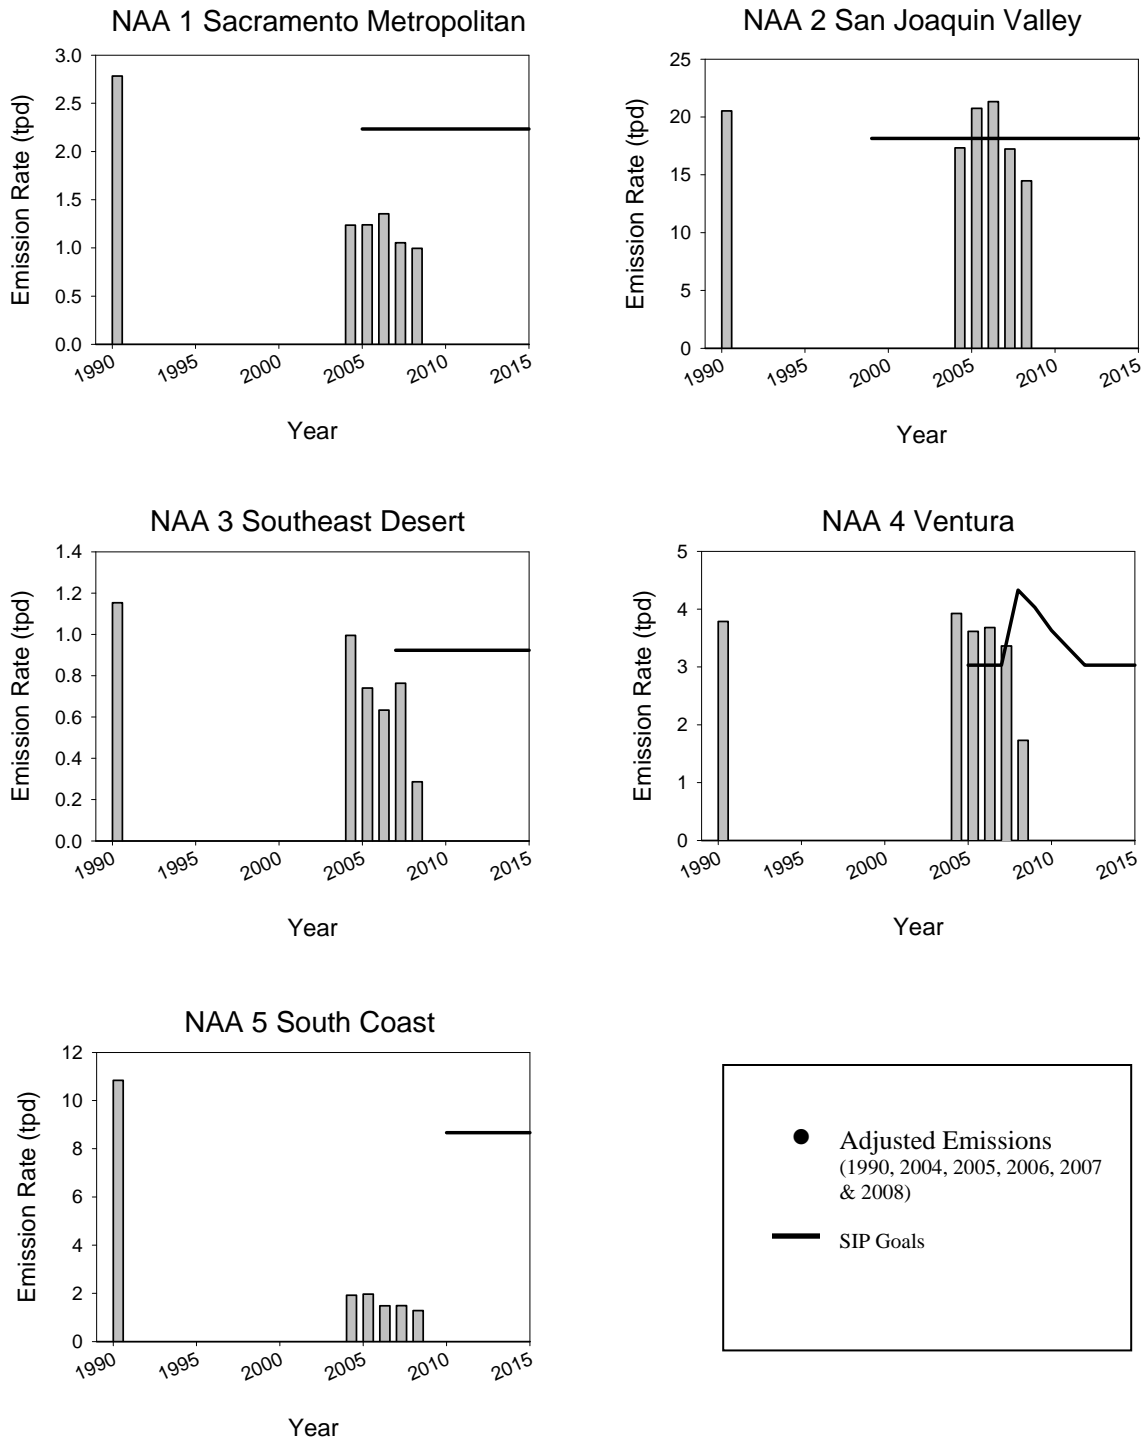 NAA 1 Sacramento Metropolitan
Emission Rate (tpd)
3.0
2.5
2.0
1.5
1.0
0.5
0.0
1990 1995 2000 2005 2010 2015
Year
NAA 2 San Joaquin Valley
Emission Rate (tpd)
25
20
15
10
5
0
1990 1995 2000 2005 2010 2015
Year
NAA 3 Southeast Desert
Emission Rate (tpd)
1.4
1.2
1.0
0.8
0.6
0.4
0.2
0.0
1990 1995 2000 2005 2010 2015
Year
NAA 4 Ventura
Emission Rate (tpd)
5
4
3
2
1
0
1990 1995 2000 2005 2010 2015
Year
NAA 5 South Coast
Emission Rate (tpd)
12
10
8
6
4
2
0
1990 1995 2000 2005 2010 2015
Year
Adjusted Emissions
(1990, 2004, 2005, 2006, 2007
& 2008)
SIP Goals